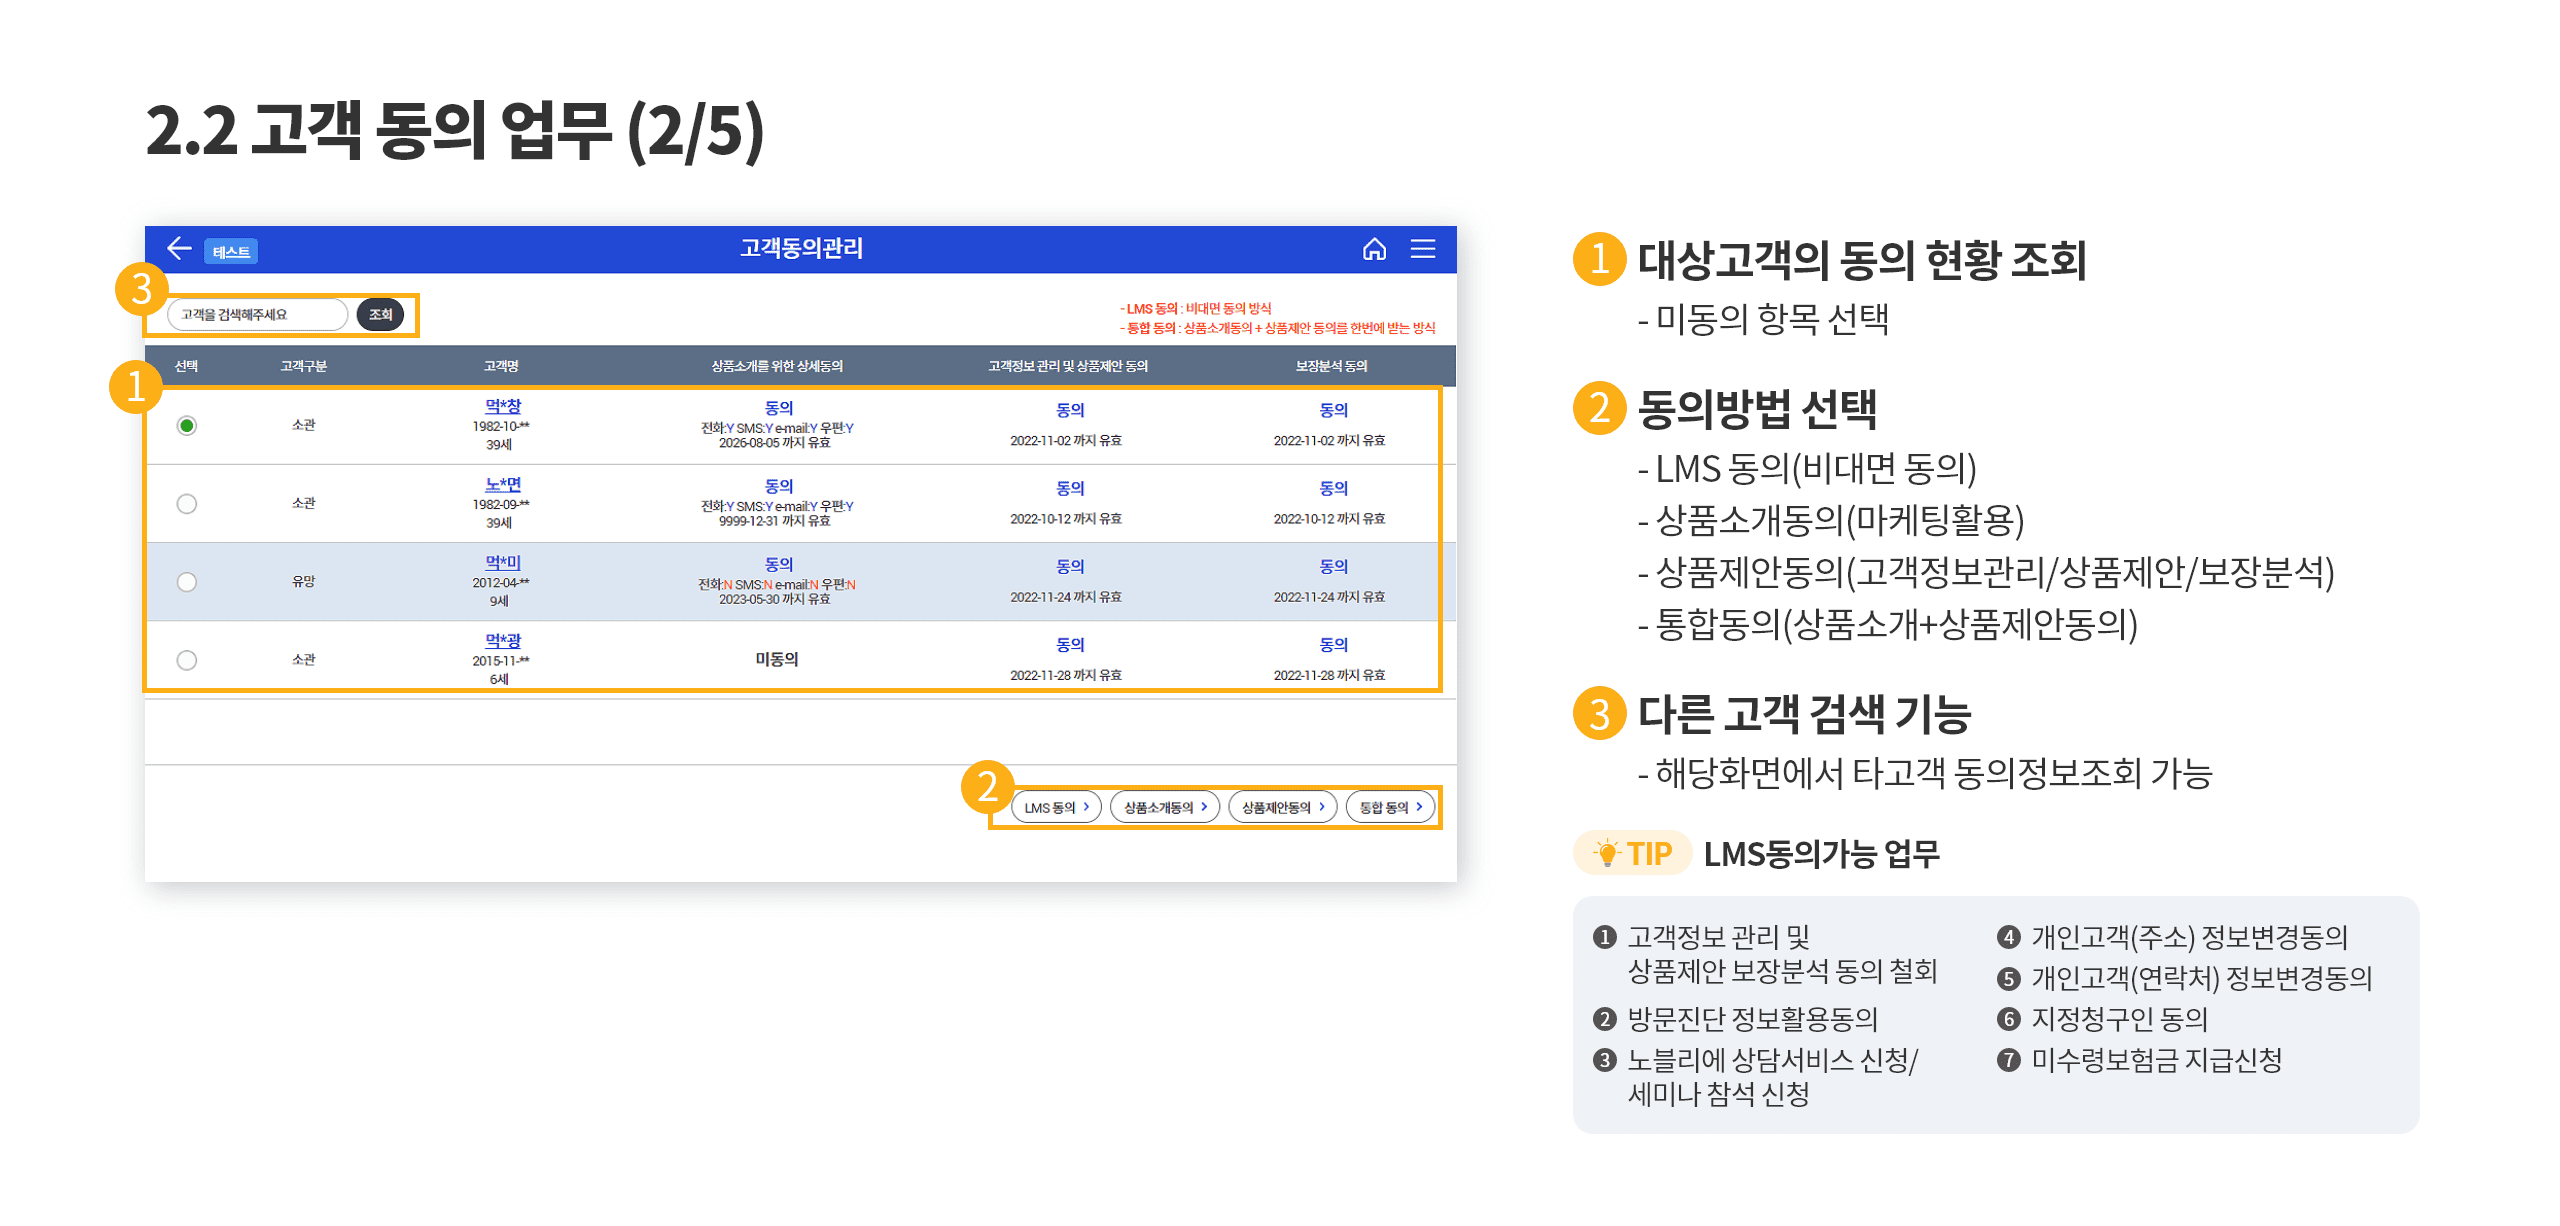 2.2 고객 동의 업무 (2/5)
테스트
고객동의관리
3
고객을 검색해주세요
조회
- LMS 동의 : 비대면 동의 방식
- 통합 동의 : 상품소개동의 + 상품제안 동의를 한번에 받는 방식
1
선택 고객구분 고객명 상품소개를 위한 상세동의 고객정보 관리 및 상품제안 동의 보장분석 동의
소관
먹*창
1982-10-**
39세
동의
전화:Y SMS:Y e-mail:Y 우편:Y
2026-08-05 까지 유효
동의
2022-11-02 까지 유효
동의
2022-11-02 까지 유효
소관
노*면
1982-09-**
39세
동의
전화:Y SMS:Y e-mail:Y 우편:Y
9999-12-31 까지 유효
동의
2022-10-12 까지 유효
동의
2022-10-12 까지 유효
유망
먹*미
2012-04-**
9세
동의
전화:N SMS:N e-mail:N 우편:N
2023-05-30 까지 유효
동의
2022-11-24 까지 유효
동의
2022-11-24 까지 유효
소관
먹*광
2015-11-**
6세
미동의
동의
2022-11-28 까지 유효
동의
2022-11-28 까지 유효
2
LMS 동의 > 상품소개동의 > 상품제안동의 > 통합 동의 >
1 대상고객의 동의 현황 조회
- 미동의 항목 선택
2 동의방법 선택
- LMS 동의(비대면 동의)
- 상품소개동의(마케팅활용)
- 상품제안동의(고객정보관리/상품제안/보장분석)
- 통합동의(상품소개+상품제안동의)
3 다른 고객 검색 기능
- 해당화면에서 타고객 동의정보조회 가능
TIP LMS동의가능 업무
1 고객정보 관리 및
상품제안 보장분석 동의 철회
2 방문진단 정보활용동의
3 노블리에 상담서비스 신청/
세미나 참석 신청
4 개인고객(주소) 정보변경동의
5 개인고객(연락처) 정보변경동의
6 지정청구인 동의
7 미수령보험금 지급신청